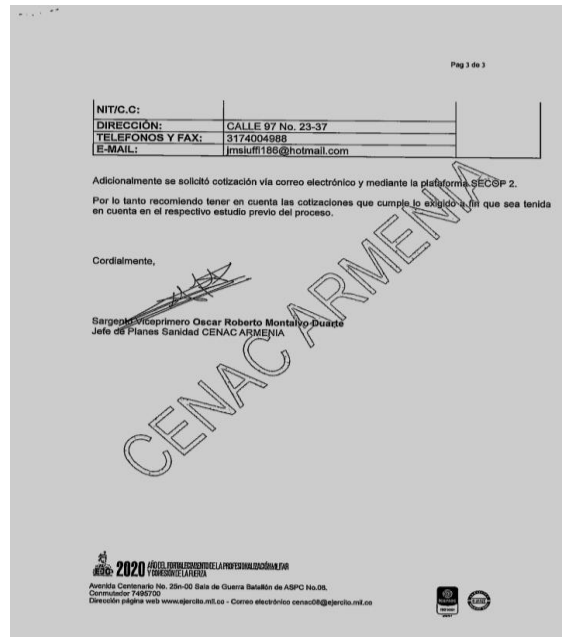 Pag 3 de 3
NIT/C.C:
DIRECCIÓN: CALLE 97 No. 23-37
TELEFONOS Y FAX: 3174004988
E-MAIL: jmsluffi186@hotmail.com
Adicionalmente se solicitó cotización vía correo electrónico y mediante la plataforma SECOP 2.
Por lo tanto recomiendo tener en cuenta las cotizaciones que cumple lo exigido a fin que sea tenida
en cuenta en el respectivo estudio previo del proceso.
Cordialmente,
Sargento Viceprimero Oscar Roberto Montalvo Duarte
Jefe de Planes Sanidad CENAC ARMENIA
CENAC ARMENIA
2020 AÑO DEL FORTALECIMIENTO DE LA PROFESIONALIZACIÓN MILITAR
Y COHESIÓN DE LA FUERZA
Avenida Centenario No. 25n-00 Sala de Guerra Batallón de ASPC No.08.
Conmutador 7495700
Dirección página web www.ejercito.mil.co - Correo electrónico cenac08@ejercito.mil.co